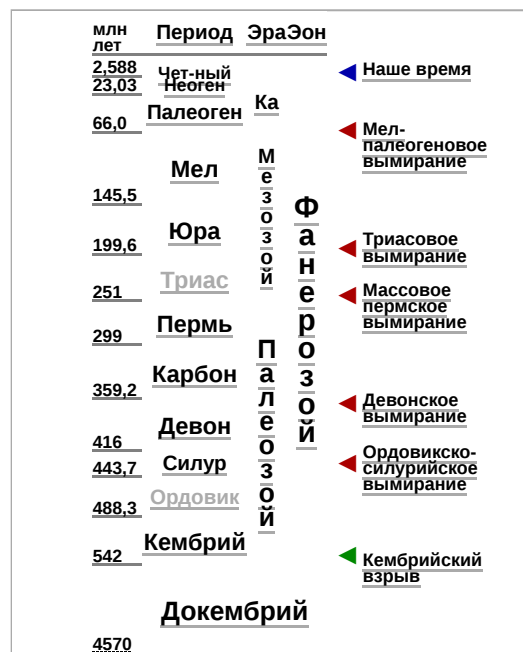 млн
лет
Период
Эра
Эон
2,588
Чет-ный
Наше время
23,03
Неоген
Ка
66,0
Палеоген
Мел-
палеогеновое
вымирание
Мезозой
Мел
145,5
Фанерозой
Юра
199,6
Триасовое
вымирание
Триас
251
Массовое
пермское
вымирание
Пермь
299
Палеозой
Карбон
359,2
Девонское
вымирание
Девон
416
Силур
443,7
Ордовикско-
силурийское
вымирание
Ордовик
488,3
Кембрий
542
Кембрийский
взрыв
Докембрий
4570